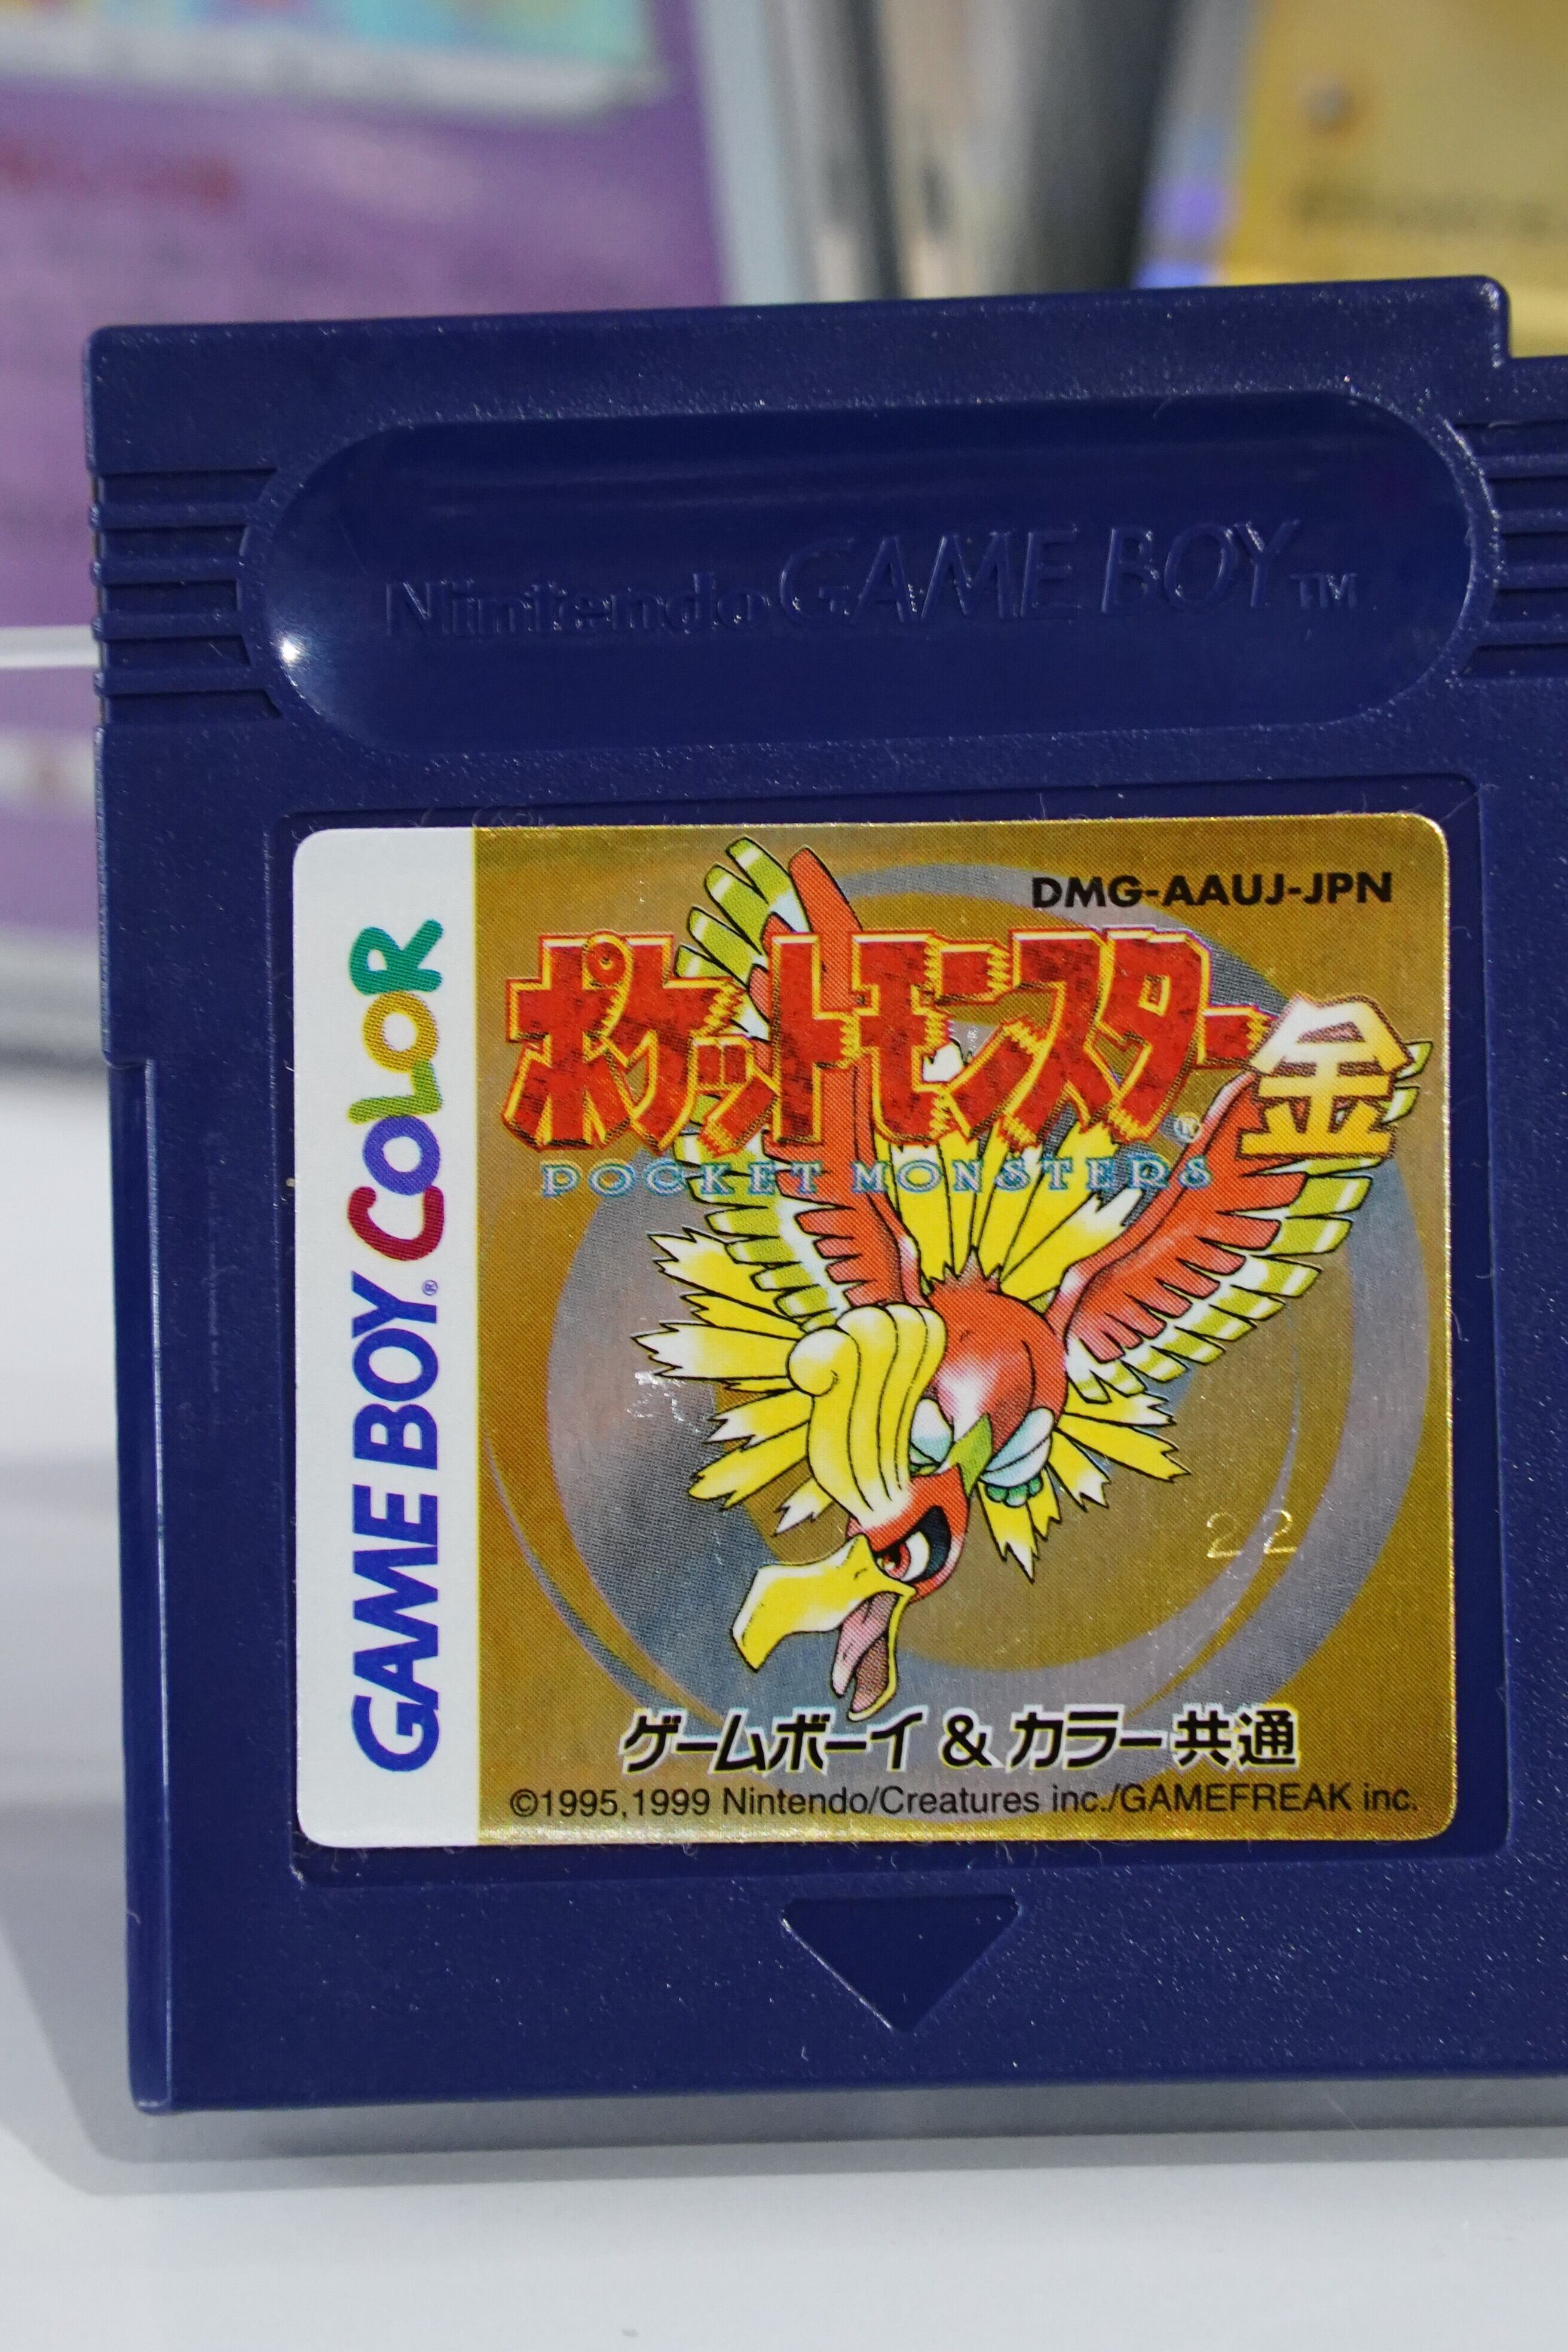 Nintendo GAME BOY™
GAME BOY® COLOR
DMG-AAUJ-JPN
ポケットモンスター® 金
POCKET MONSTERS
22
ゲームボーイ & カラー共通
©1995,1999 Nintendo/Creatures inc./GAMEFREAK inc.